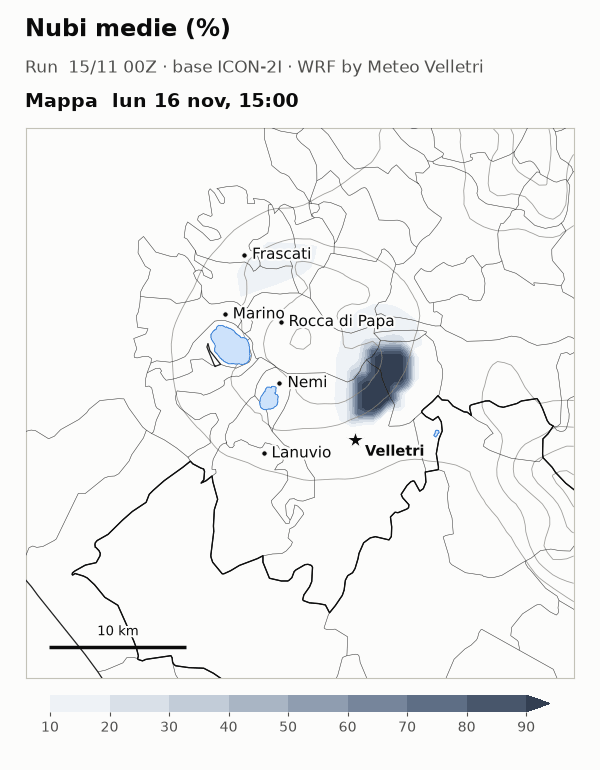 Nubi medie (%)
Run  15/11 00Z · base ICON-2I · WRF by Meteo Velletri
Mappa  lun 16 nov, 15:00
Frascati
Marino
Rocca di Papa
Nemi
Velletri
Lanuvio
10 km
10 20 30 40 50 60 70 80 90